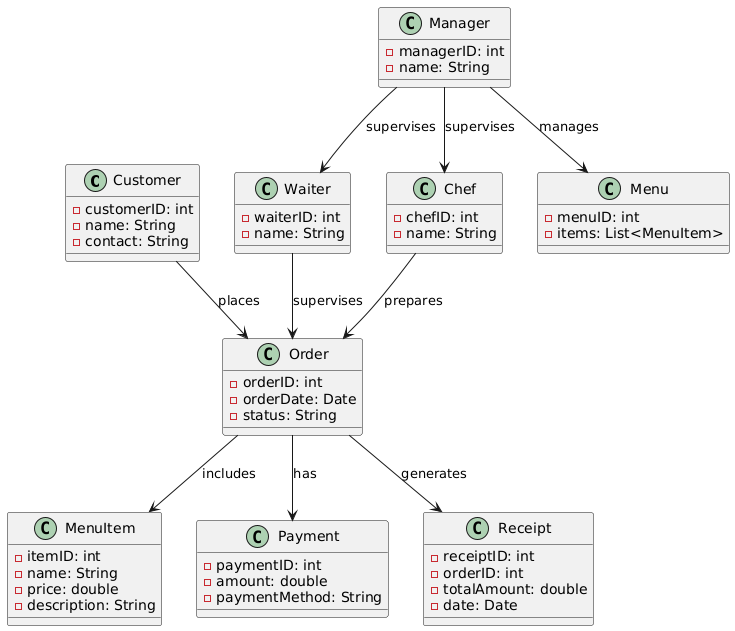 C Manager
managerID: int
name: String
supervises
supervises
manages
C Customer
customerID: int
name: String
contact: String
C Waiter
waiterID: int
name: String
C Chef
chefID: int
name: String
C Menu
menuID: int
items: List<MenuItem>
places
supervises
prepares
C Order
orderID: int
orderDate: Date
status: String
includes
has
generates
C MenuItem
itemID: int
name: String
price: double
description: String
C Payment
paymentID: int
amount: double
paymentMethod: String
C Receipt
receiptID: int
orderID: int
totalAmount: double
date: Date